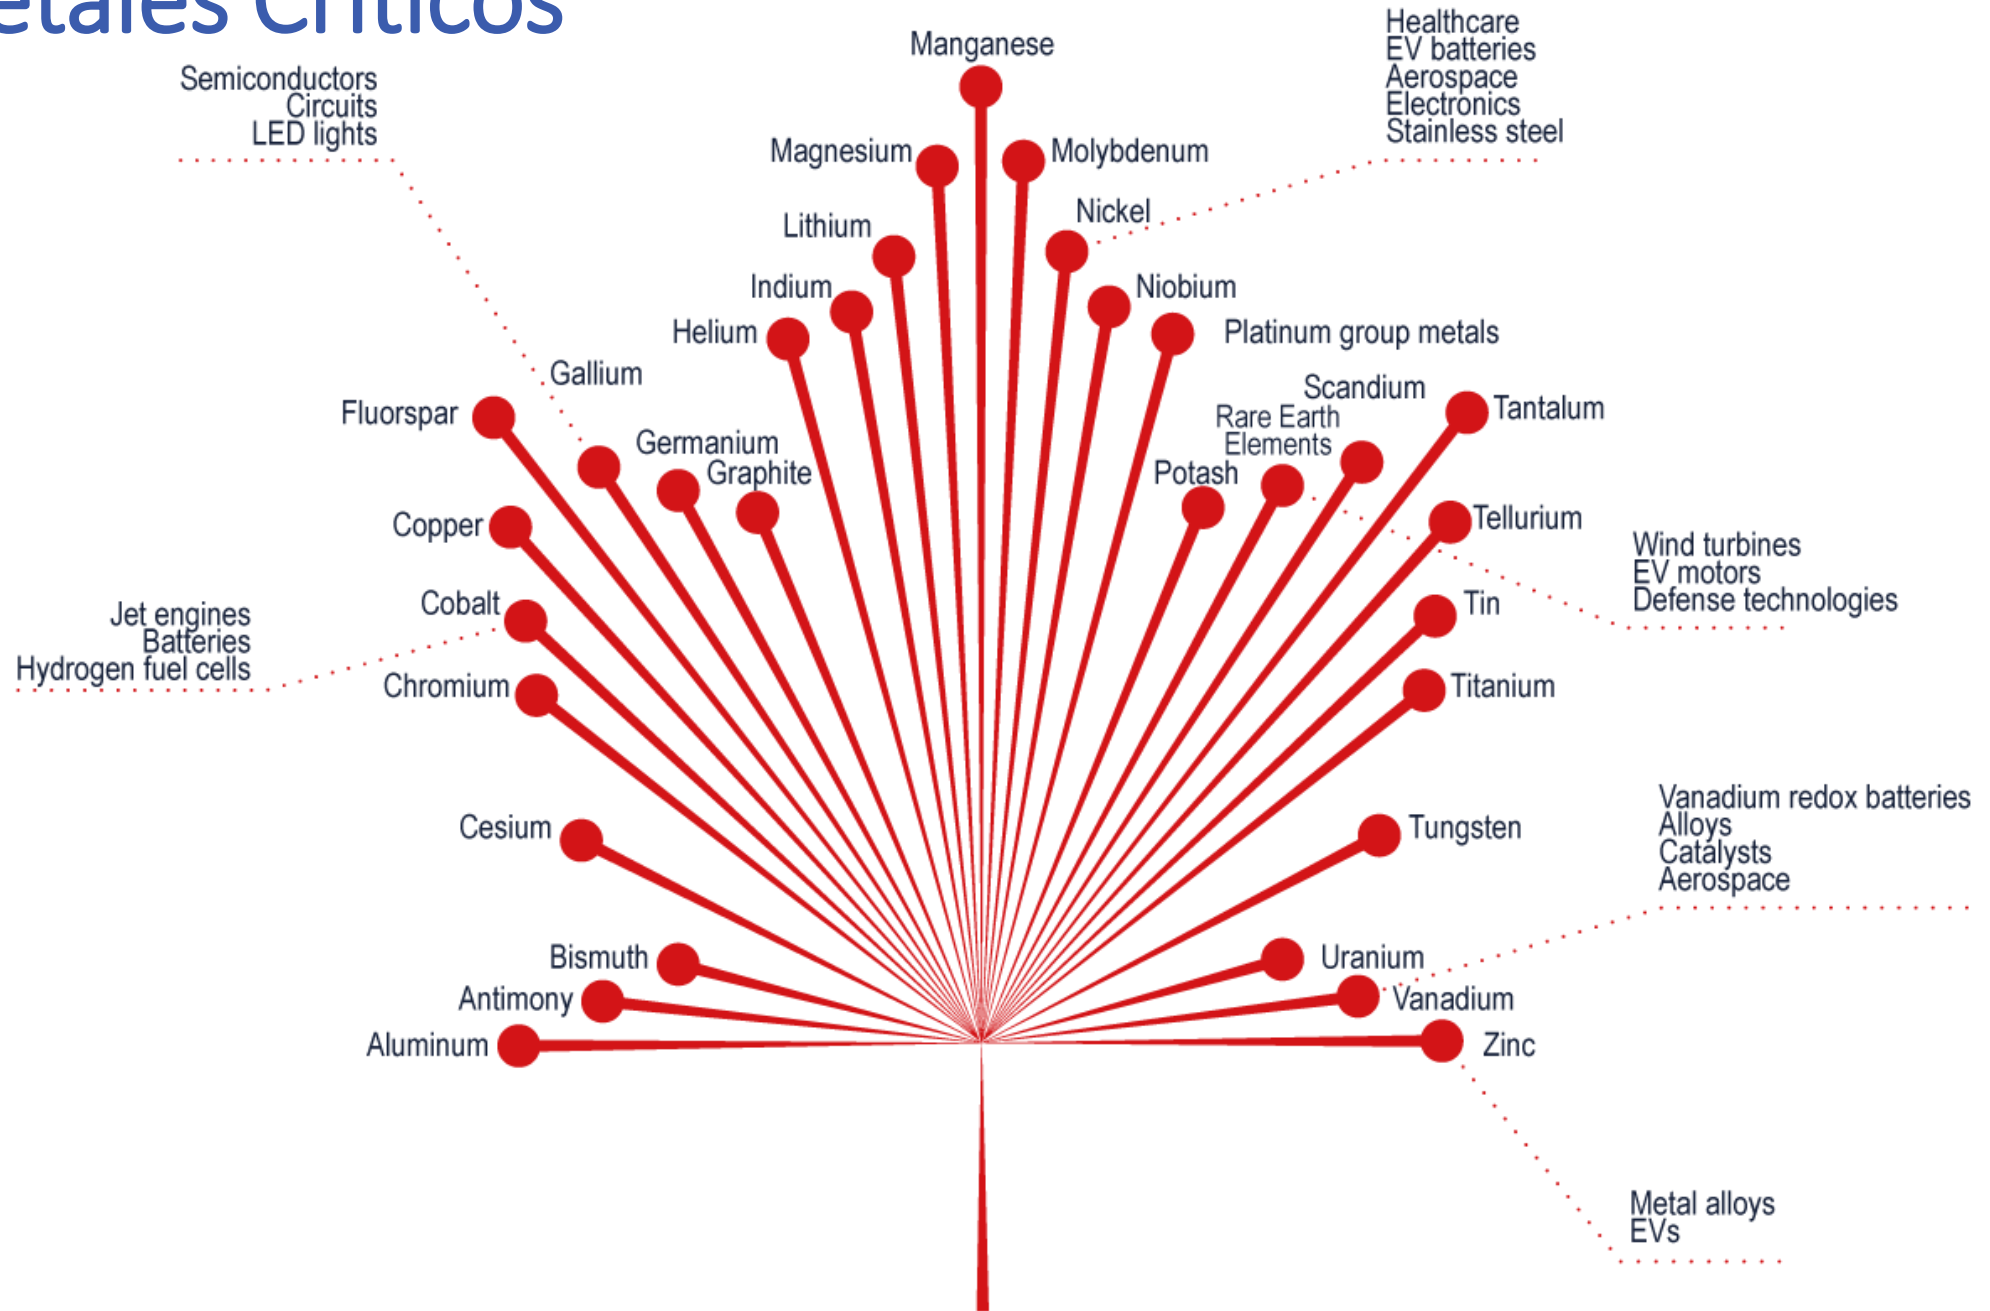 etales Críticos
Semiconductors
Circuits
LED lights
Manganese
Healthcare
EV batteries
Aerospace
Electronics
Stainless steel
Magnesium
Molybdenum
Lithium
Nickel
Indium
Niobium
Helium
Platinum group metals
Gallium
Scandium
Fluorspar
Tantalum
Germanium
Rare Earth
Elements
Graphite
Potash
Copper
Tellurium
Wind turbines
EV motors
Defense technologies
Cobalt
Tin
Jet engines
Batteries
Hydrogen fuel cells
Chromium
Titanium
Cesium
Tungsten
Vanadium redox batteries
Alloys
Catalysts
Aerospace
Bismuth
Uranium
Antimony
Vanadium
Aluminum
Zinc
Metal alloys
EVs